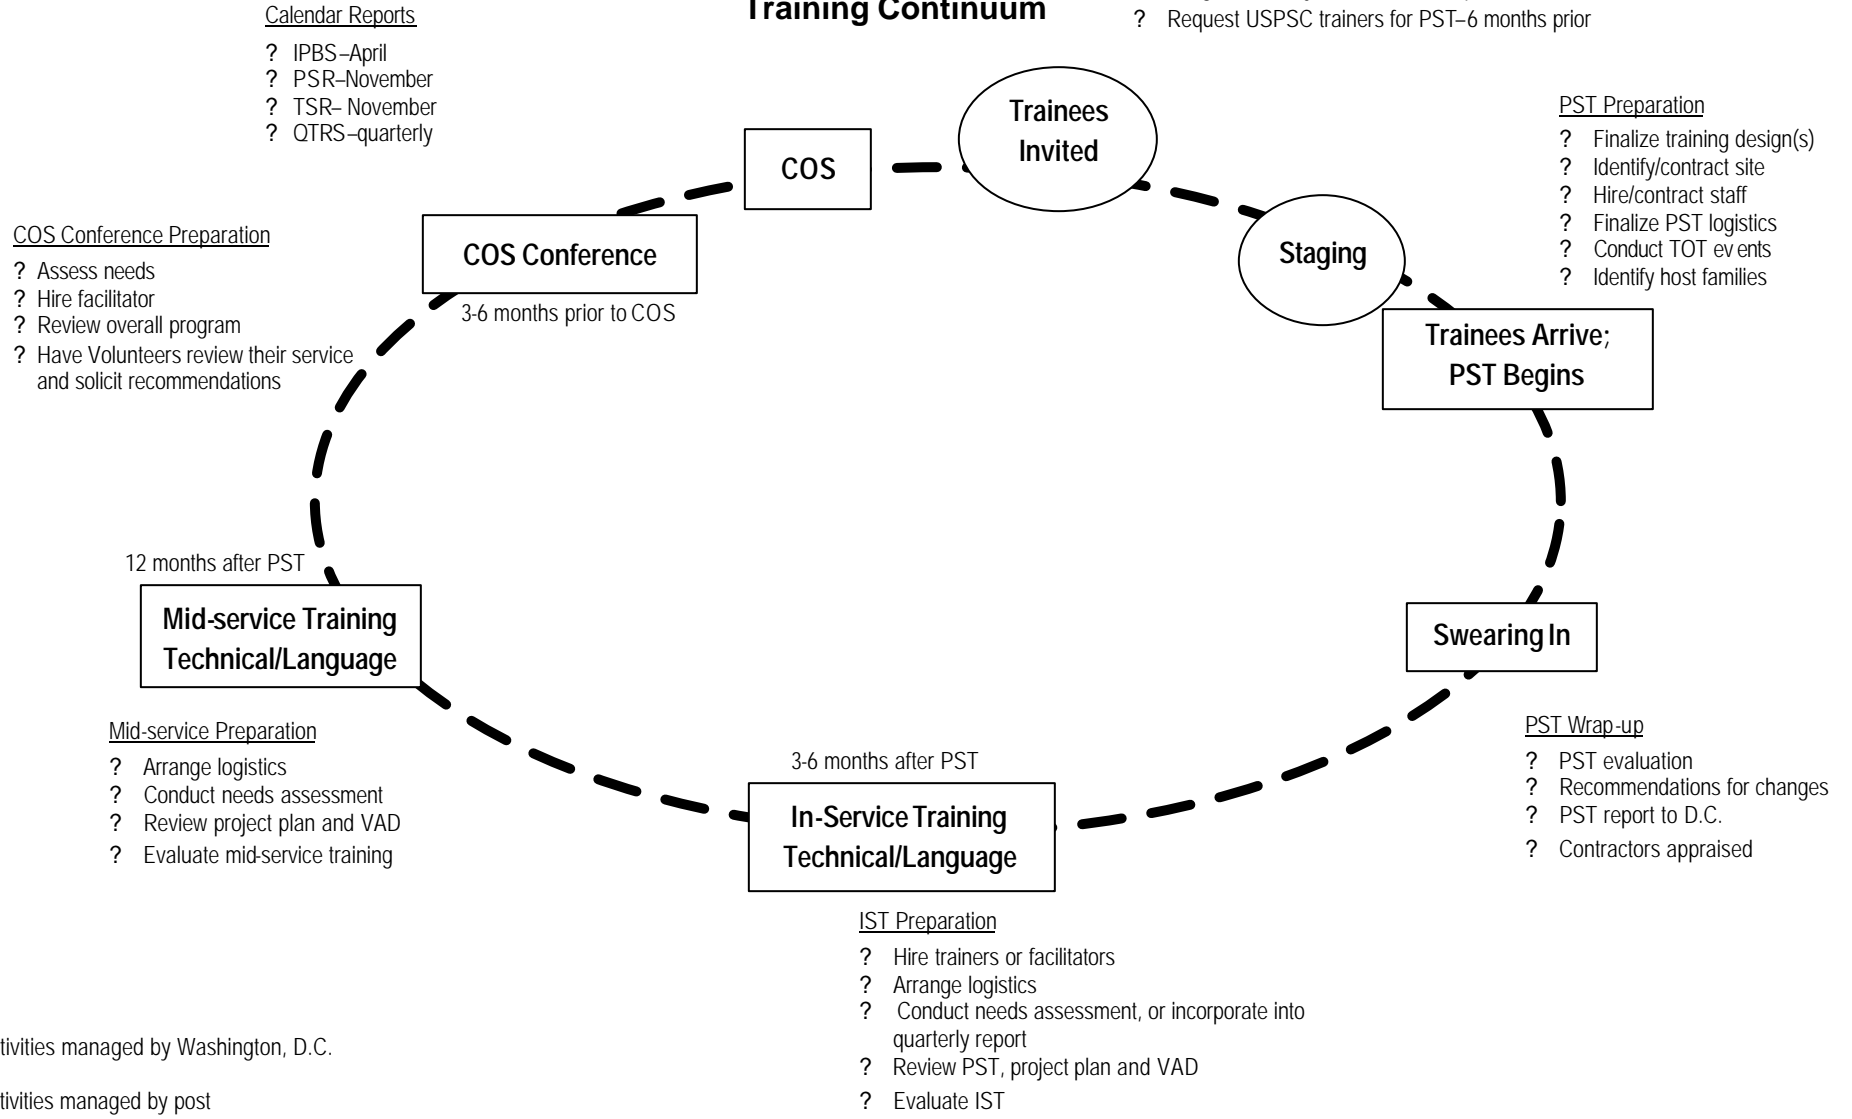 Training Continuum
Calendar Reports
? IPBS–April
? PSR–November
? TSR– November
? QTRS–quarterly
? Request USPSC trainers for PST–6 months prior
Trainees
Invited
COS
PST Preparation
? Finalize training design(s)
? Identify/contract site
? Hire/contract staff
? Finalize PST logistics
? Conduct TOT events
? Identify host families
Staging
COS Conference
3-6 months prior to COS
COS Conference Preparation
? Assess needs
? Hire facilitator
? Review overall program
? Have Volunteers review their service
and solicit recommendations
Trainees Arrive;
PST Begins
12 months after PST
Mid-service Training
Technical/Language
Swearing In
Mid-service Preparation
? Arrange logistics
? Conduct needs assessment
? Review project plan and VAD
? Evaluate mid-service training
3-6 months after PST
In-Service Training
Technical/Language
PST Wrap-up
? PST evaluation
? Recommendations for changes
? PST report to D.C.
? Contractors appraised
IST Preparation
? Hire trainers or facilitators
? Arrange logistics
? Conduct needs assessment, or incorporate into
quarterly report
? Review PST, project plan and VAD
? Evaluate IST
tivities managed by Washington, D.C.
tivities managed by post